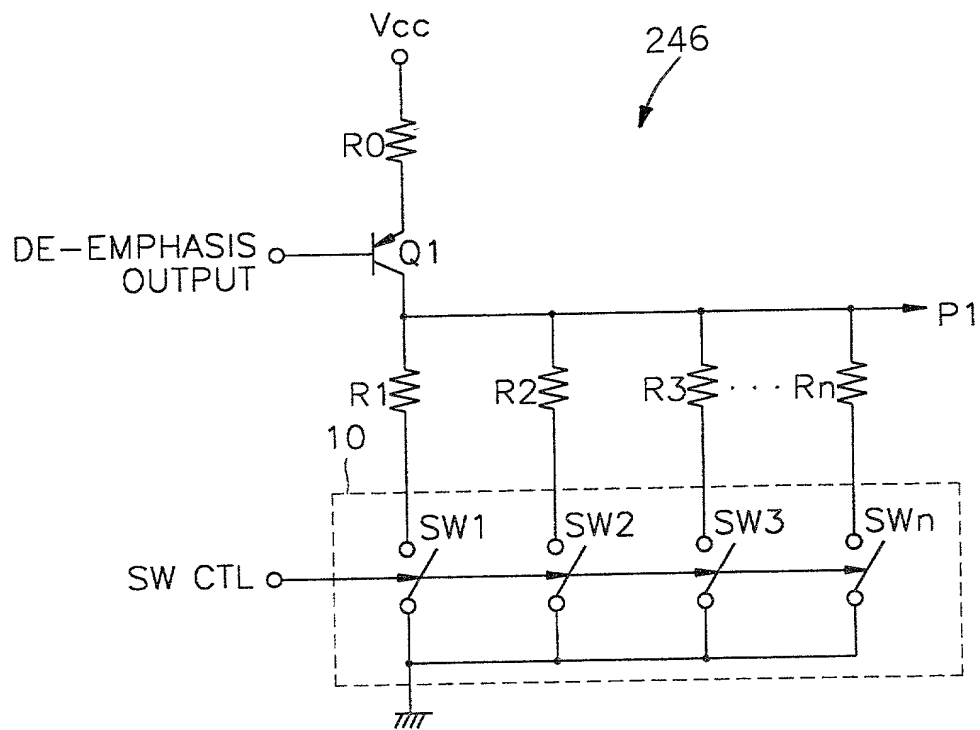 Vcc
246
R0
DE-EMPHASIS
OUTPUT
Q1
P1
R1
R2
R3
· · ·
Rn
10
SW1
SW2
SW3
SWn
SW CTL